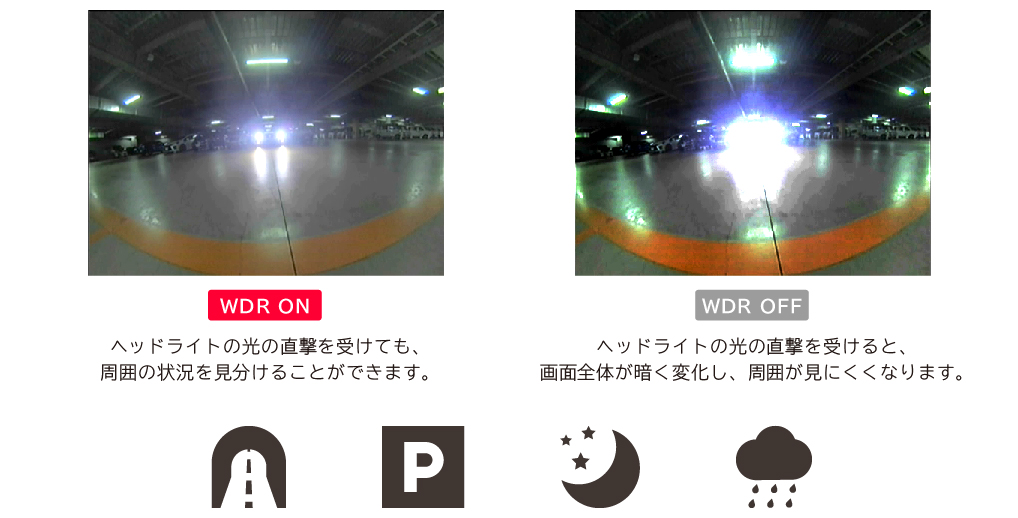 WDR ON
ヘッドライトの光の直撃を受けても、
周囲の状況を見分けることができます。
WDR OFF
ヘッドライトの光の直撃を受けると、
画面全体が暗く変化し、周囲が見にくくなります。
P